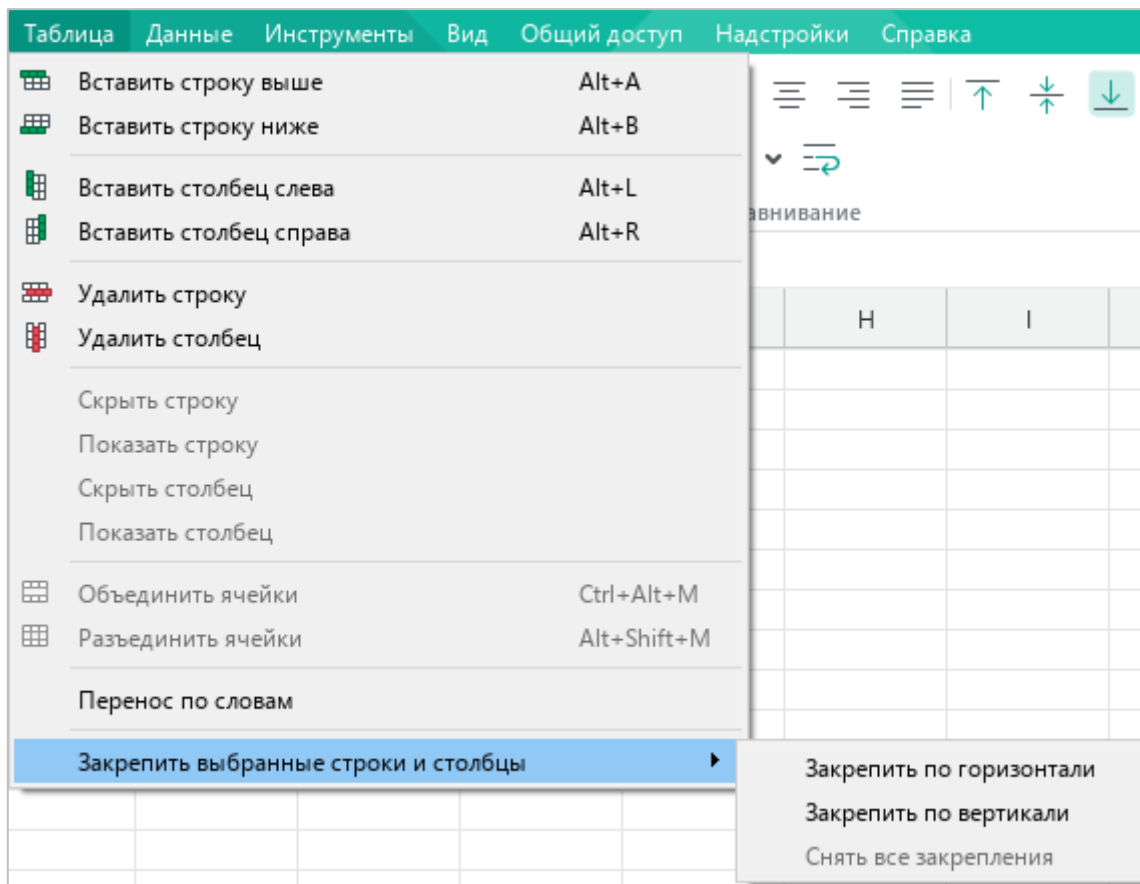 Таблица Данные Инструменты Вид Общий доступ Надстройки Справка
Вставить строку выше Alt+A
Вставить строку ниже Alt+B
Вставить столбец слева Alt+L
авнивание
Вставить столбец справа Alt+R
Удалить строку
H I
Удалить столбец
Скрыть строку
Показать строку
Скрыть столбец
Показать столбец
Объединить ячейки Ctrl+Alt+M
Разъединить ячейки Alt+Shift+M
Перенос по словам
Закрепить выбранные строки и столбцы
Закрепить по горизонтали
Закрепить по вертикали
Снять все закрепления